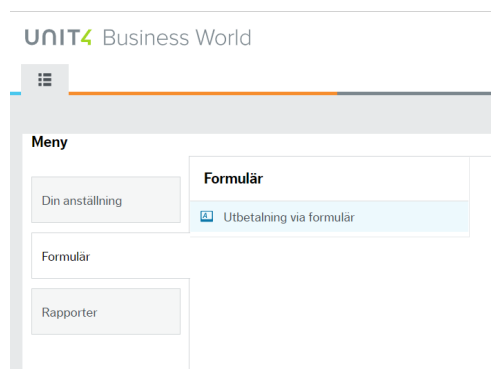 UNIT4 Business World
Meny
Din anställning
Formulär
Rapporter
Formulär
Utbetalning via formulär